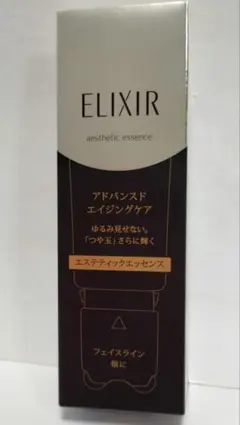 ELIXIR
aesthetic essence
アドバンスド
エイジングケア
ゆるみ見せない。
「つや玉」さらに輝く
エステティックエッセンス
フェイスライン
頬に